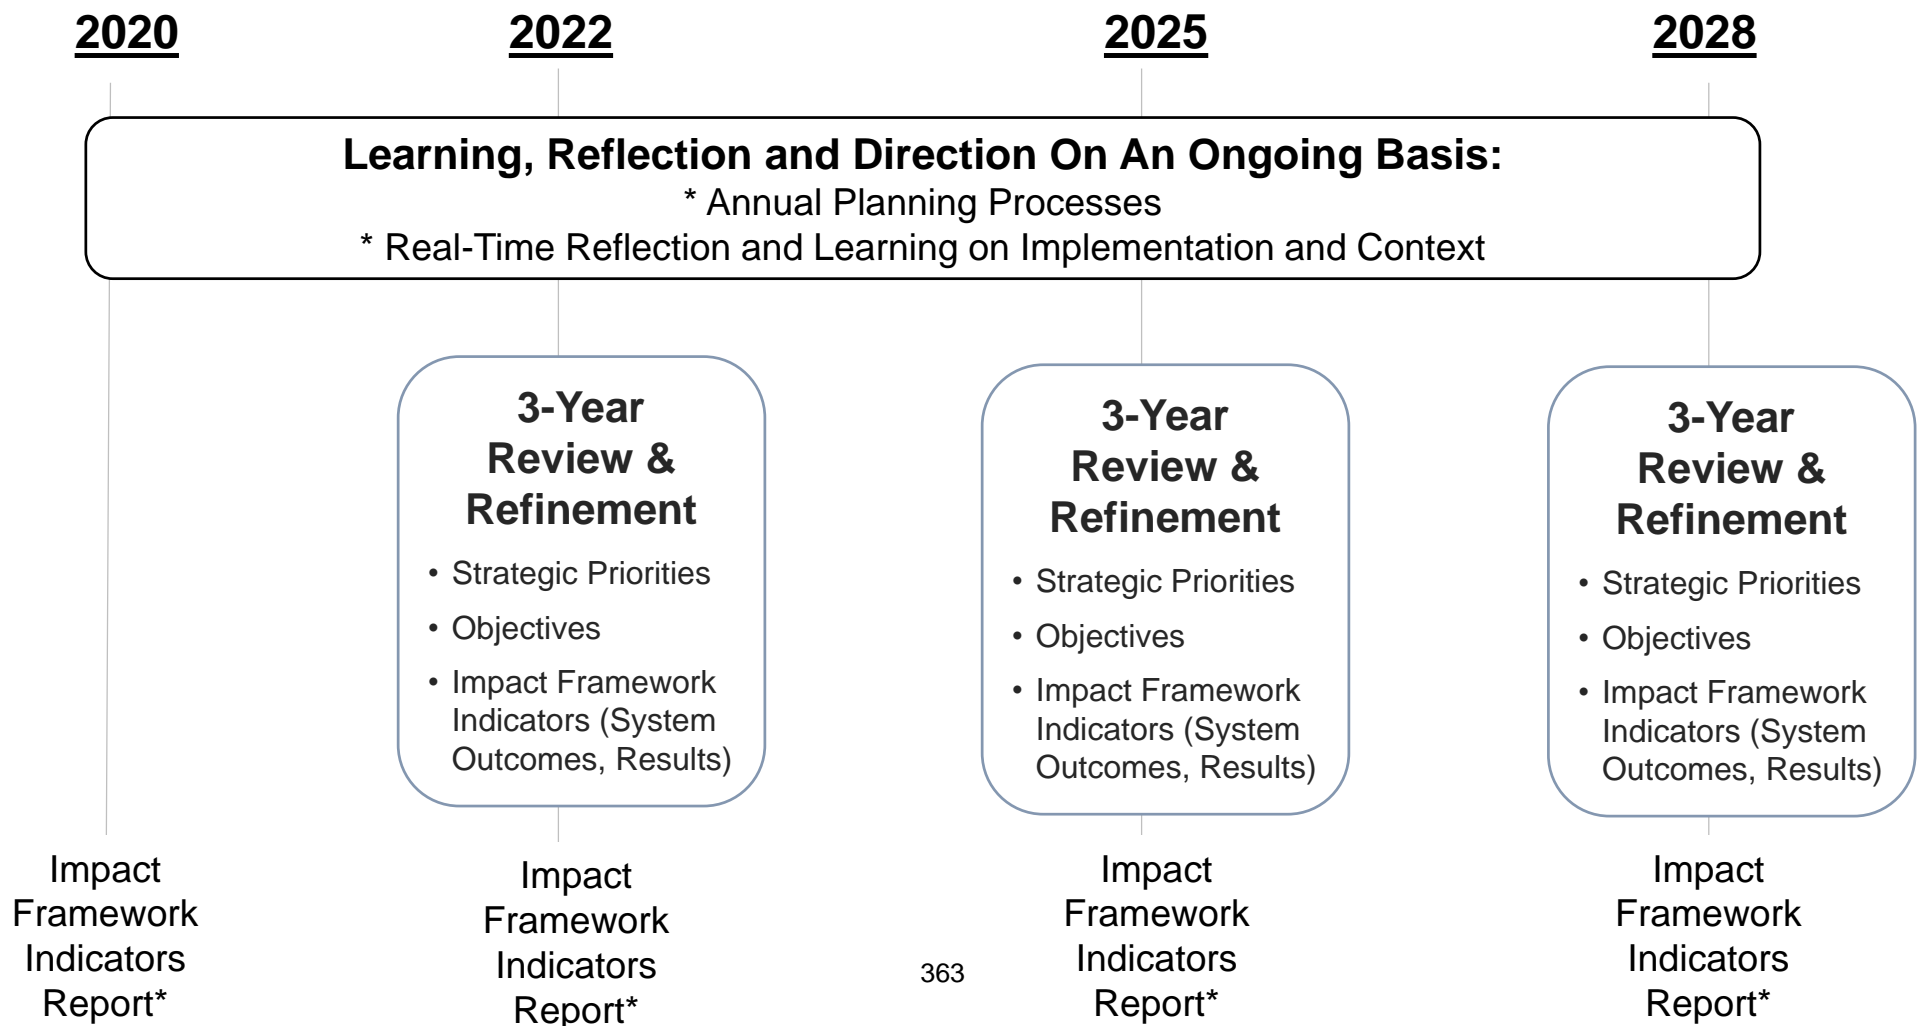 2020
2022
2025
2028
Learning, Reflection and Direction On An Ongoing Basis:
* Annual Planning Processes
* Real-Time Reflection and Learning on Implementation and Context
3-Year
Review &
Refinement
• Strategic Priorities
• Objectives
• Impact Framework
Indicators (System
Outcomes, Results)
3-Year
Review &
Refinement
• Strategic Priorities
• Objectives
• Impact Framework
Indicators (System
Outcomes, Results)
3-Year
Review &
Refinement
• Strategic Priorities
• Objectives
• Impact Framework
Indicators (System
Outcomes, Results)
Impact
Framework
Indicators
Report*
Impact
Framework
Indicators
Report*
363
Impact
Framework
Indicators
Report*
Impact
Framework
Indicators
Report*